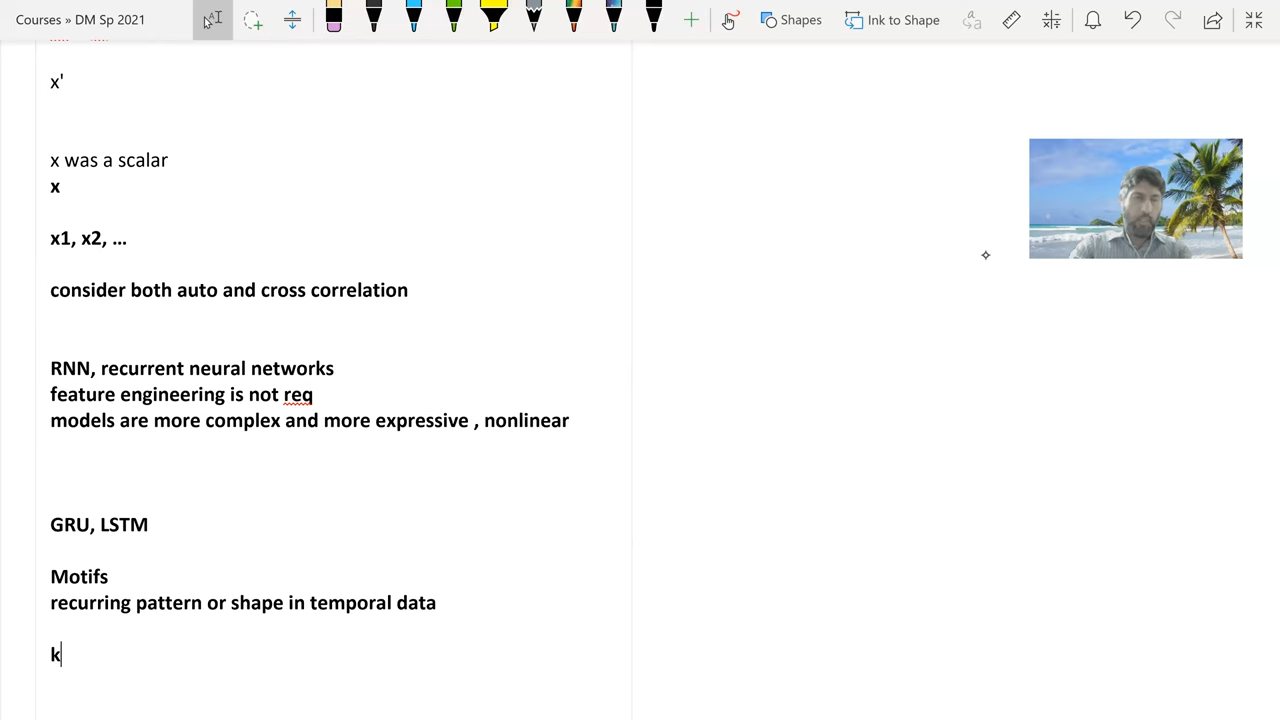 Courses » DM Sp 2021
Shapes
Ink to Shape
x'
x was a scalar
x
x1, x2, ...
consider both auto and cross correlation
RNN, recurrent neural networks
feature engineering is not req
models are more complex and more expressive , nonlinear
GRU, LSTM
Motifs
recurring pattern or shape in temporal data
k